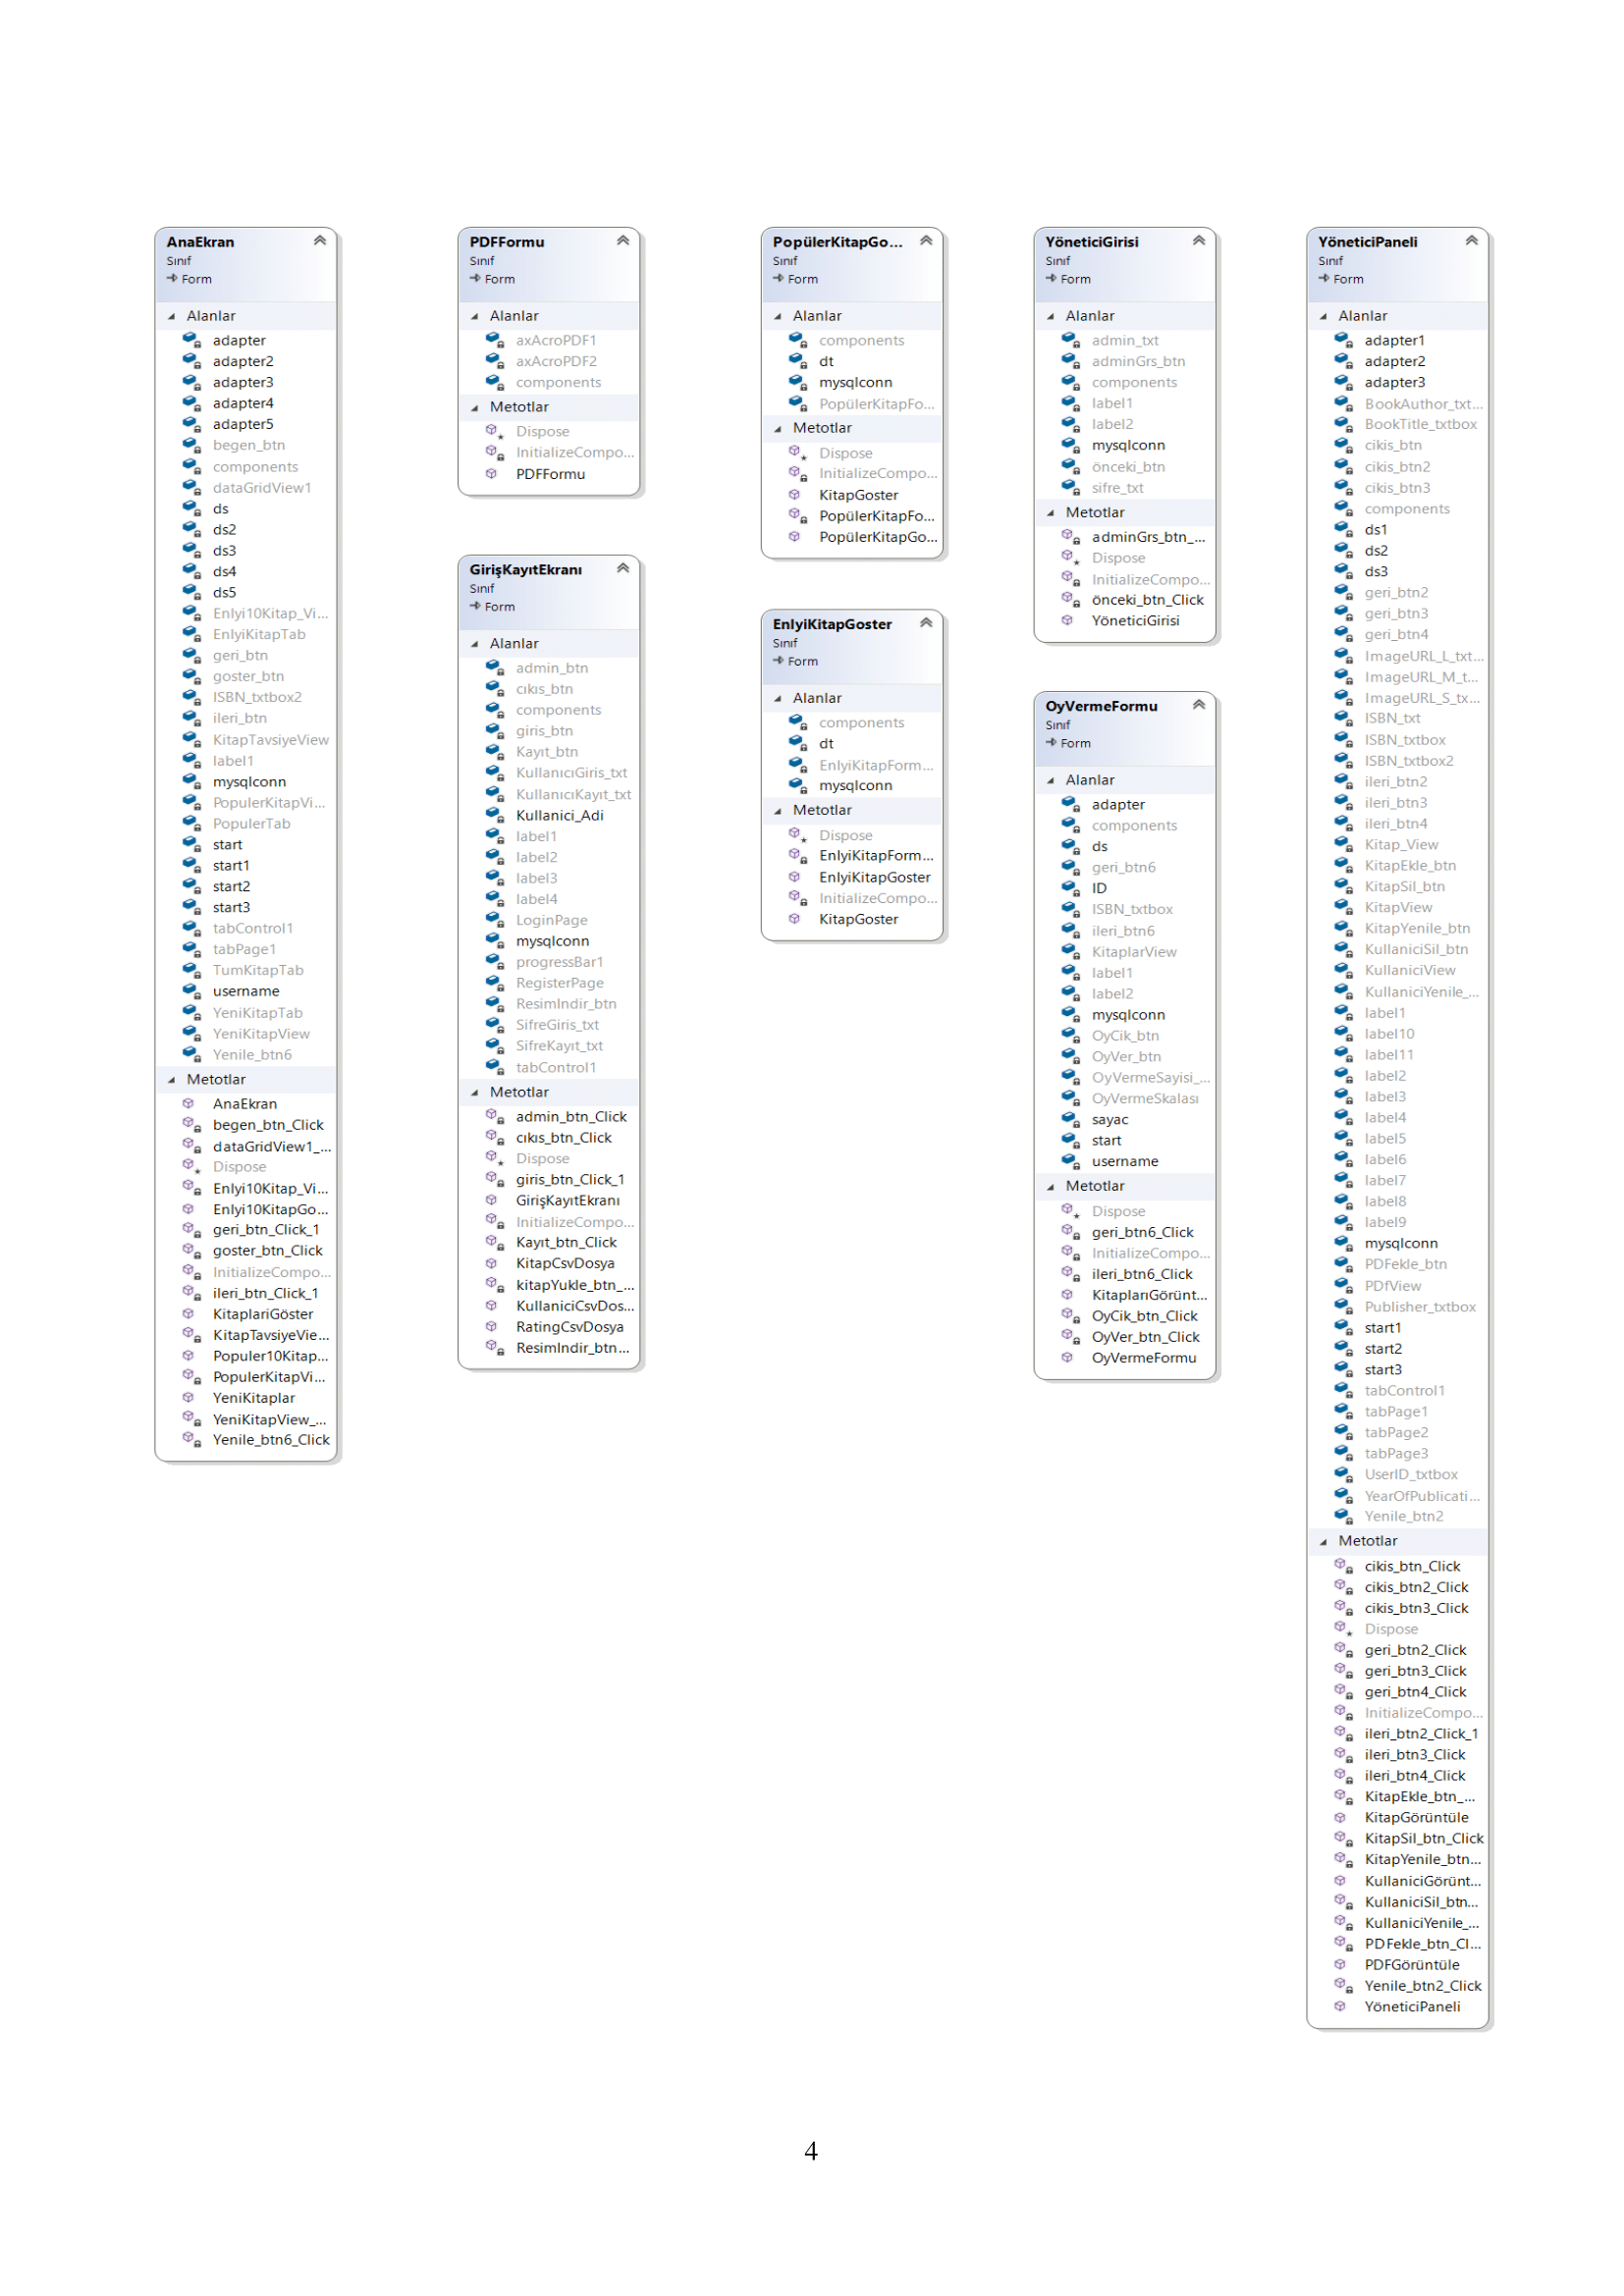 AnaEkran
Sınıf
Form
Alanlar
adapter
adapter2
adapter3
adapter4
adapter5
begen_btn
components
dataGridView1
ds
ds2
ds3
ds4
ds5
EnIyi10Kitap_Vi...
EnIyiKitapTab
geri_btn
goster_btn
ISBN_txtbox2
ileri_btn
KitapTavsiyeView
label1
mysqlconn
PopulerKitapVi...
PopulerTab
start
start1
start2
start3
tabControl1
tabPage1
TumKitapTab
username
YeniKitapTab
YeniKitapView
Yenile_btn6
Metotlar
AnaEkran
begen_btn_Click
dataGridView1_...
Dispose
EnIyi10Kitap_Vi...
EnIyi10KitapGo...
geri_btn_Click_1
goster_btn_Click
InitializeCompo...
ileri_btn_Click_1
KitaplariGöster
KitapTavsiyeVie...
Populer10Kitap...
PopulerKitapVi...
YeniKitaplar
YeniKitapView_...
Yenile_btn6_Click
PDFFormu
Sınıf
Form
Alanlar
axAcroPDF1
axAcroPDF2
components
Metotlar
Dispose
InitializeCompo...
PDFFormu
GirişKayıtEkranı
Sınıf
Form
Alanlar
admin_btn
cıkıs_btn
components
giris_btn
Kayıt_btn
KullanıcıGiris_txt
KullanıcıKayıt_txt
Kullanici_Adi
label1
label2
label3
label4
LoginPage
mysqlconn
progressBar1
RegisterPage
ResimIndir_btn
SifreGiris_txt
SifreKayıt_txt
tabControl1
Metotlar
admin_btn_Click
cıkıs_btn_Click
Dispose
giris_btn_Click_1
GirişKayıtEkranı
InitializeCompo...
Kayıt_btn_Click
KitapCsvDosya
kitapYukle_btn_...
KullaniciCsvDos...
RatingCsvDosya
ResimIndir_btn...
PopülerKitapGo...
Sınıf
Form
Alanlar
components
dt
mysqlconn
PopülerKitapFo...
Metotlar
Dispose
InitializeCompo...
KitapGoster
PopülerKitapFo...
PopülerKitapGo...
EnIyiKitapGoster
Sınıf
Form
Alanlar
components
dt
EnIyiKitapForm...
mysqlconn
Metotlar
Dispose
EnIyiKitapForm...
EnIyiKitapGoster
InitializeCompo...
KitapGoster
YöneticiGirisi
Sınıf
Form
Alanlar
admin_txt
adminGrs_btn
components
label1
label2
mysqlconn
önceki_btn
sifre_txt
Metotlar
adminGrs_btn_...
Dispose
InitializeCompo...
önceki_btn_Click
YöneticiGirisi
OyVermeFormu
Sınıf
Form
Alanlar
adapter
components
ds
geri_btn6
ID
ISBN_txtbox
ileri_btn6
KitaplarView
label1
label2
mysqlconn
OyCik_btn
OyVer_btn
OyVermeSayisi_...
OyVermeSkalası
sayac
start
username
Metotlar
Dispose
geri_btn6_Click
InitializeCompo...
ileri_btn6_Click
KitaplarıGörünt...
OyCik_btn_Click
OyVer_btn_Click
OyVermeFormu
YöneticiPaneli
Sınıf
Form
Alanlar
adapter1
adapter2
adapter3
BookAuthor_txt...
BookTitle_txtbox
cikis_btn
cikis_btn2
cikis_btn3
components
ds1
ds2
ds3
geri_btn2
geri_btn3
geri_btn4
ImageURL_L_txt...
ImageURL_M_t...
ImageURL_S_tx...
ISBN_txt
ISBN_txtbox
ISBN_txtbox2
ileri_btn2
ileri_btn3
ileri_btn4
Kitap_View
KitapEkle_btn
KitapSil_btn
KitapView
KitapYenile_btn
KullaniciSil_btn
KullaniciView
KullaniciYenile_...
label1
label10
label11
label2
label3
label4
label5
label6
label7
label8
label9
mysqlconn
PDFekle_btn
PDfView
Publisher_txtbox
start1
start2
start3
tabControl1
tabPage1
tabPage2
tabPage3
UserID_txtbox
YearOfPublicati...
Yenile_btn2
Metotlar
cikis_btn_Click
cikis_btn2_Click
cikis_btn3_Click
Dispose
geri_btn2_Click
geri_btn3_Click
geri_btn4_Click
InitializeCompo...
ileri_btn2_Click_1
ileri_btn3_Click
ileri_btn4_Click
KitapEkle_btn_...
KitapGörüntüle
KitapSil_btn_Click
KitapYenile_btn...
KullaniciGörünt...
KullaniciSil_btn...
KullaniciYenile_...
PDFekle_btn_Cl...
PDFGörüntüle
Yenile_btn2_Click
YöneticiPaneli
4